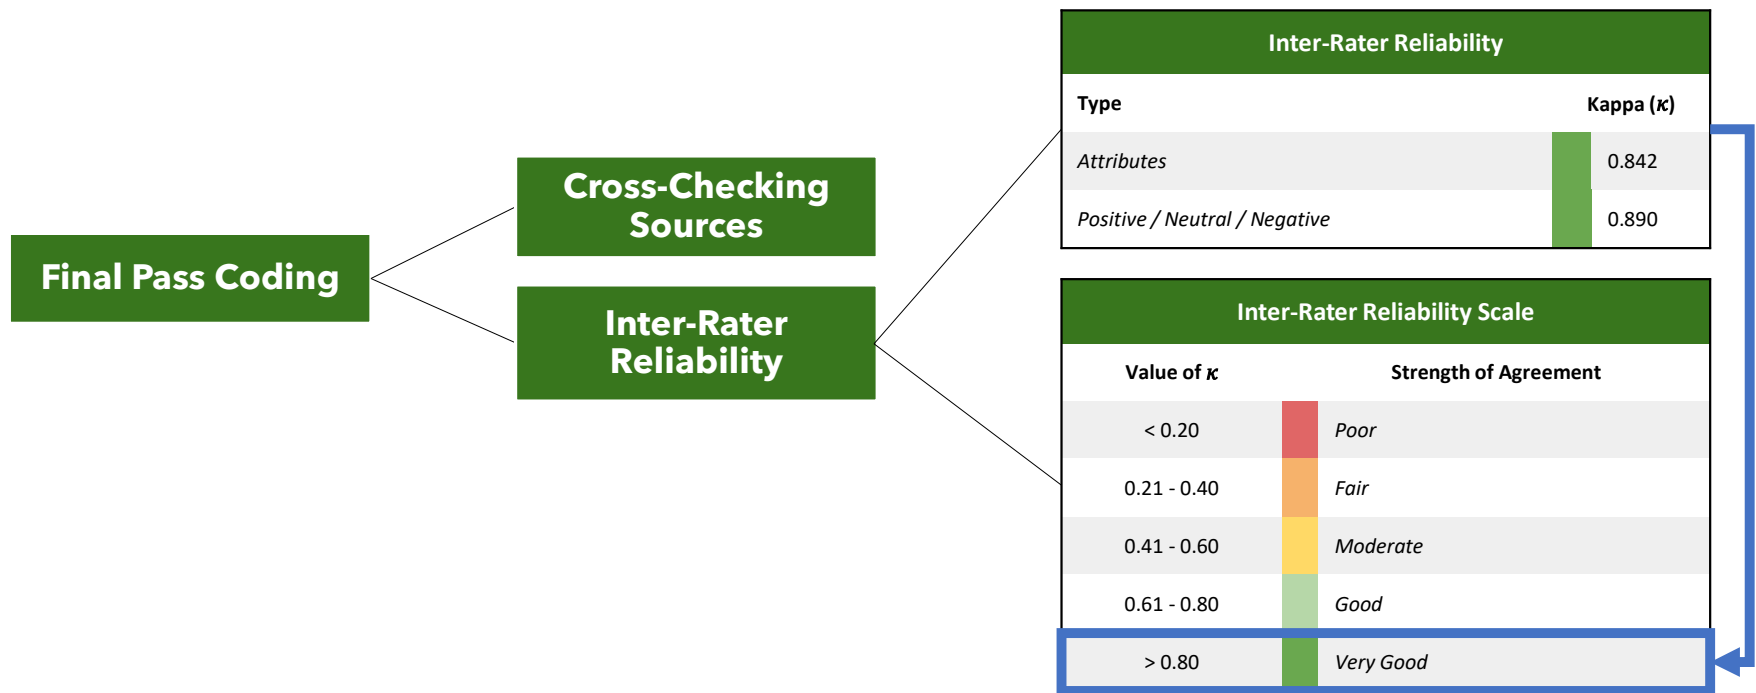 Final Pass Coding
Cross-Checking
Sources
Inter-Rater
Reliability
Inter-Rater Reliability
Type Kappa (κ)
Attributes 0.842
Positive / Neutral / Negative 0.890
Inter-Rater Reliability Scale
Value of κ Strength of Agreement
< 0.20 Poor
0.21 - 0.40 Fair
0.41 - 0.60 Moderate
0.61 - 0.80 Good
> 0.80 Very Good